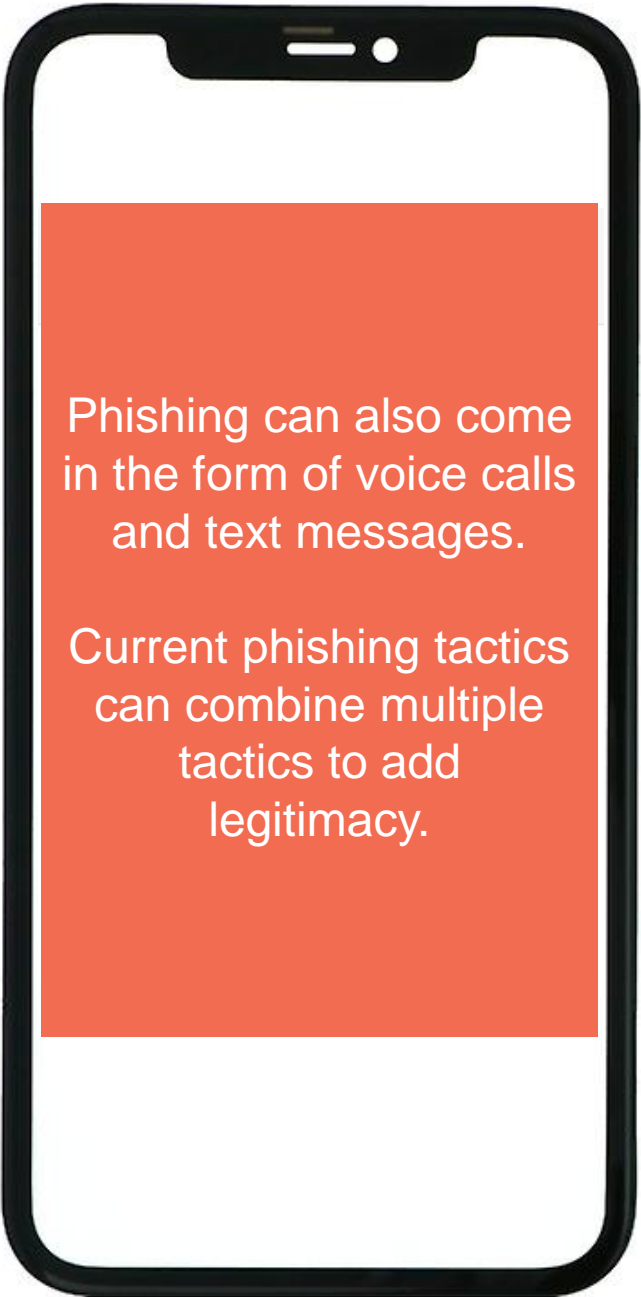 Phishing can also come
in the form of voice calls
and text messages.
Current phishing tactics
can combine multiple
tactics to add
legitimacy.